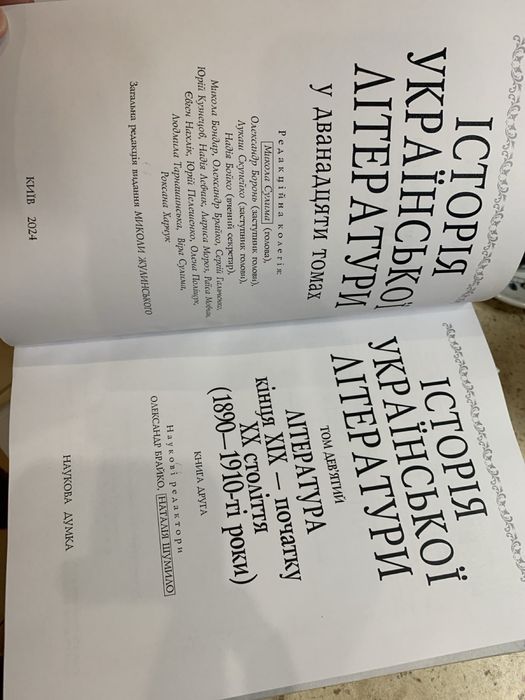 ІСТОРІЯ
УКРАЇНСЬКОЇ
ЛІТЕРАТУРИ
у дванадцяти томах
Редакційна колегія:
Микола Сулима (голова),
Олександр Боронь (заступник голови),
Лукаш Скупейко (заступник голови),
Надія Бойко (вчений секретар),
Микола Бондар, Олександр Брайко, Сергій Гальченко,
Юрій Кузнецов, Надія Левчик, Лариса Мороз, Раїса Мовчан,
Євген Нахлік, Юрій Пелешенко, Олена Поліщук,
Людмила Тарнашинська, Віра Сулима,
Роксана Харчук
Загальна редакція видання МИКОЛИ ЖУЛИНСЬКОГО
КИЇВ 2024
ІСТОРІЯ
УКРАЇНСЬКОЇ
ЛІТЕРАТУРИ
ТОМ ДЕВ'ЯТИЙ
ЛІТЕРАТУРА
кінця XIX — початку
XX століття
(1890—1910-ті роки)
КНИГА ДРУГА
Наукові редактори
ОЛЕКСАНДР БРАЙКО, НАТАЛІЯ ШУМИЛО
НАУКОВА ДУМКА